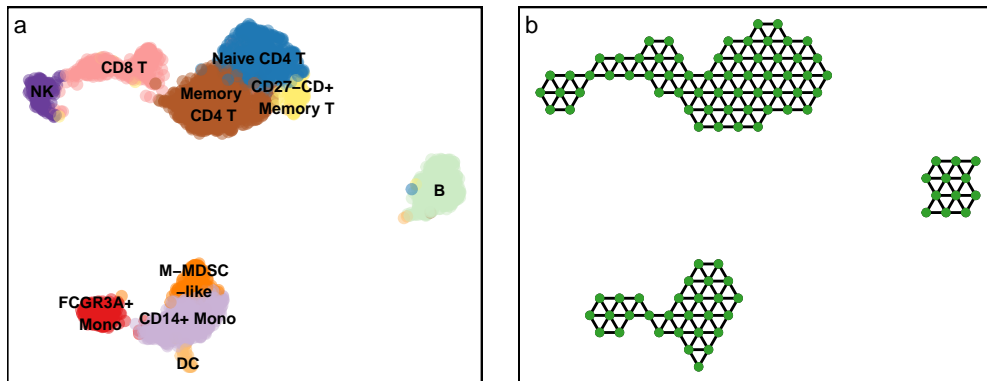 a
b
Naive CD4 T
CD8 T
NK
CD27−CD+
Memory T
Memory
CD4 T
B
M−MDSC
−like
FCGR3A+
Mono
CD14+ Mono
DC